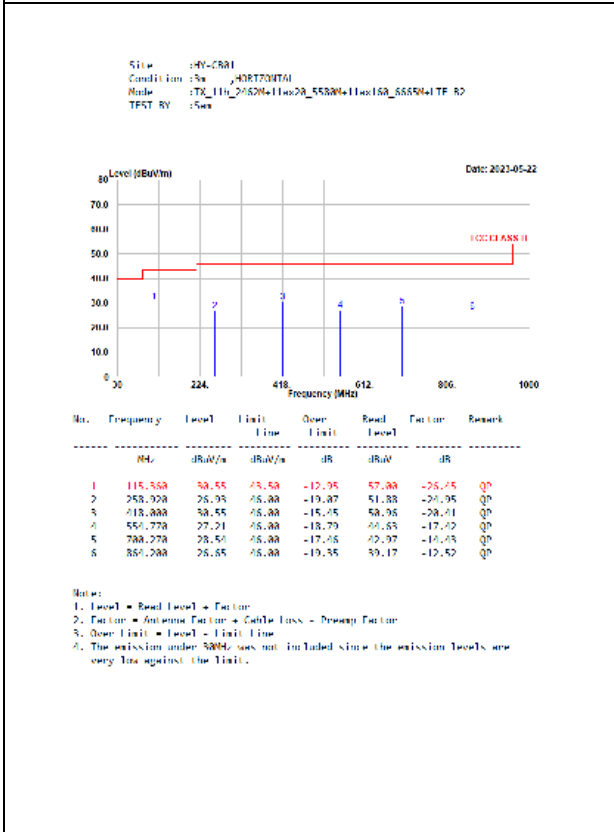 Site :HY-CB01
Condition :3m ,HORIZONTAL
Mode :TX_11b_2462M+11ax20_5580M+11ax160_6665M+LTE B2
TEST BY :Sam
Level (dBuV/m) Date: 2023-05-22
80
70.0
60.0
FCC CLASS B
50.0
40.0
30.0
20.0
10.0
0
1 2 3 4 5 6
30 224. 418. 612. 806. 1000
Frequency (MHz)
No. Frequency Level Limit Over Read Factor Remark
Line Limit Level
MHz dBuV/m dBuV/m dB dBuV dB
1 115.360 30.55 43.50 -12.95 57.00 -26.45 QP
2 258.920 26.93 46.00 -19.07 51.88 -24.95 QP
3 418.000 30.55 46.00 -15.45 50.96 -20.41 QP
4 554.770 27.21 46.00 -18.79 44.63 -17.42 QP
5 700.270 28.54 46.00 -17.46 42.97 -14.43 QP
6 864.200 26.65 46.00 -19.35 39.17 -12.52 QP
Note:
1. Level = Read Level + Factor
2. Factor = Antenna Factor + Cable Loss - Preamp Factor
3. Over Limit = Level - Limit Line
4. The emission under 30MHz was not included since the emission levels are
very low against the limit.